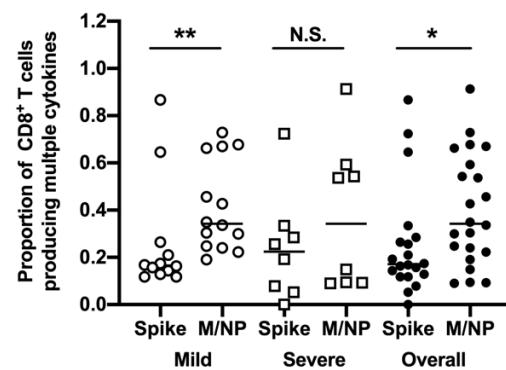 Proportion of CD8+ T cells
producing multple cytokines
1.2
1.0
0.8
0.6
0.4
0.2
0.0
** N.S. *
Spike M/NP Spike M/NP Spike M/NP
Mild Severe Overall